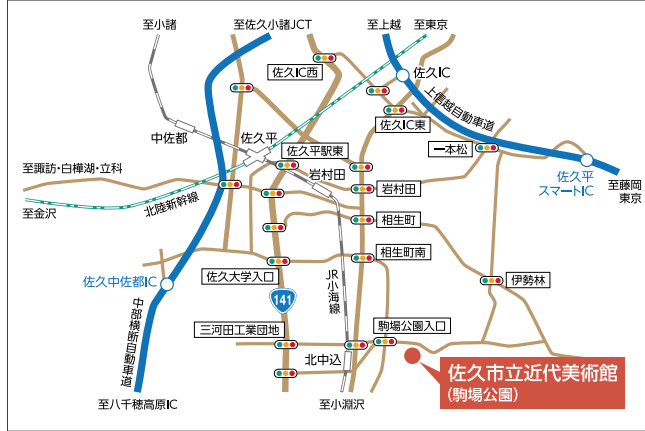 至小諸
至佐久小諸JCT
至上越
至東京
佐久IC西
佐久IC
上信越自動車道
中佐都
佐久平
佐久IC東
佐久平駅東
一本松
至諏訪・白樺湖・立科
岩村田
岩村田
佐久平
スマートIC
至藤岡
東京
至金沢
北陸新幹線
相生町
相生町南
佐久中佐都IC
佐久大学入口
伊勢林
141
JR小海線
中部横断自動車道
三河田工業団地
駒場公園入口
北中込
佐久市立近代美術館
(駒場公園)
至八千穂高原IC
至小淵沢